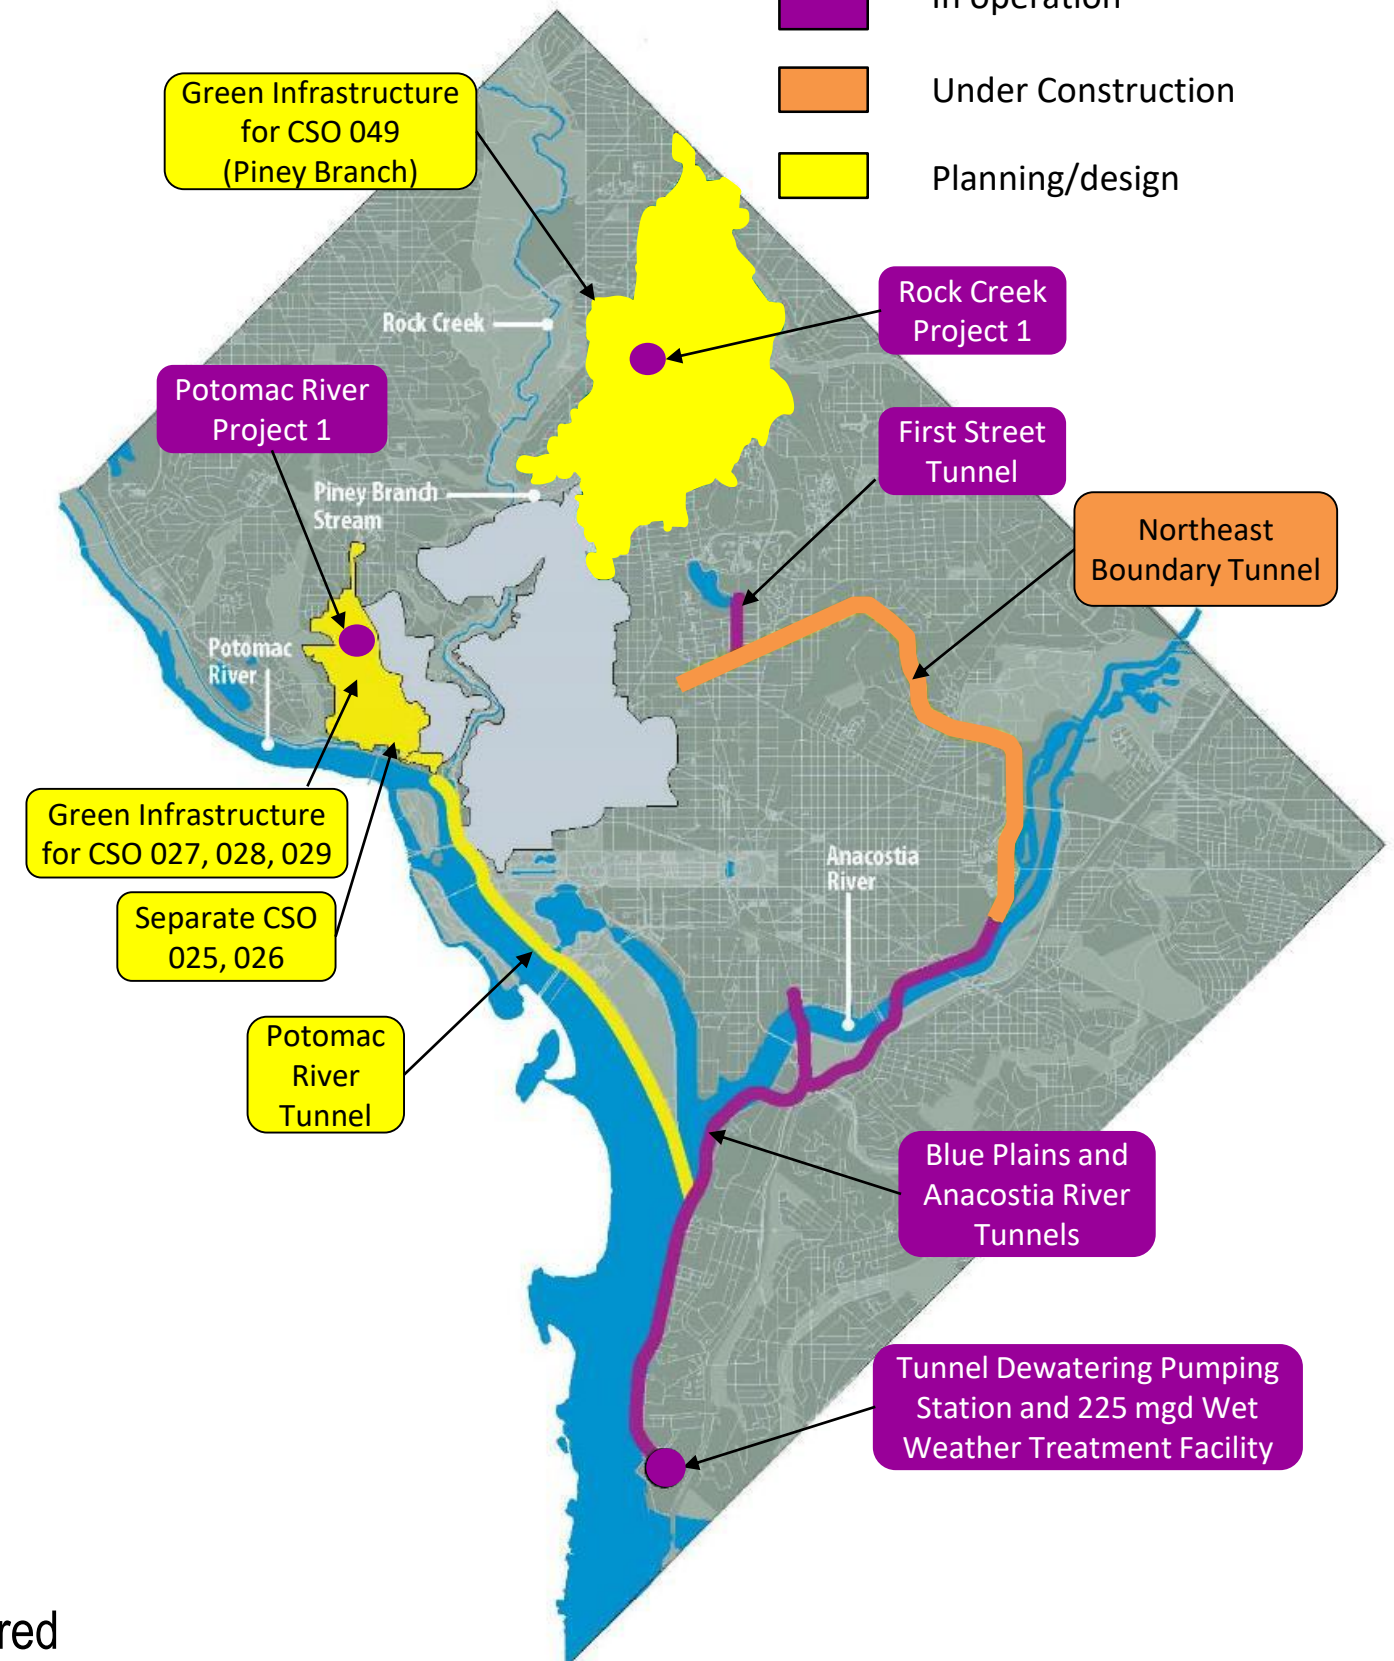 In operation
Under Construction
Planning/design
Green Infrastructure
for CSO 049
(Piney Branch)
Rock Creek
Project 1
Rock Creek
Potomac River
Project 1
First Street
Tunnel
Piney Branch
Stream
Northeast
Boundary Tunnel
Potomac
River
Green Infrastructure
for CSO 027, 028, 029
Anacostia
River
Separate CSO
025, 026
Potomac
River
Tunnel
Blue Plains and
Anacostia River
Tunnels
Tunnel Dewatering Pumping
Station and 225 mgd Wet
Weather Treatment Facility